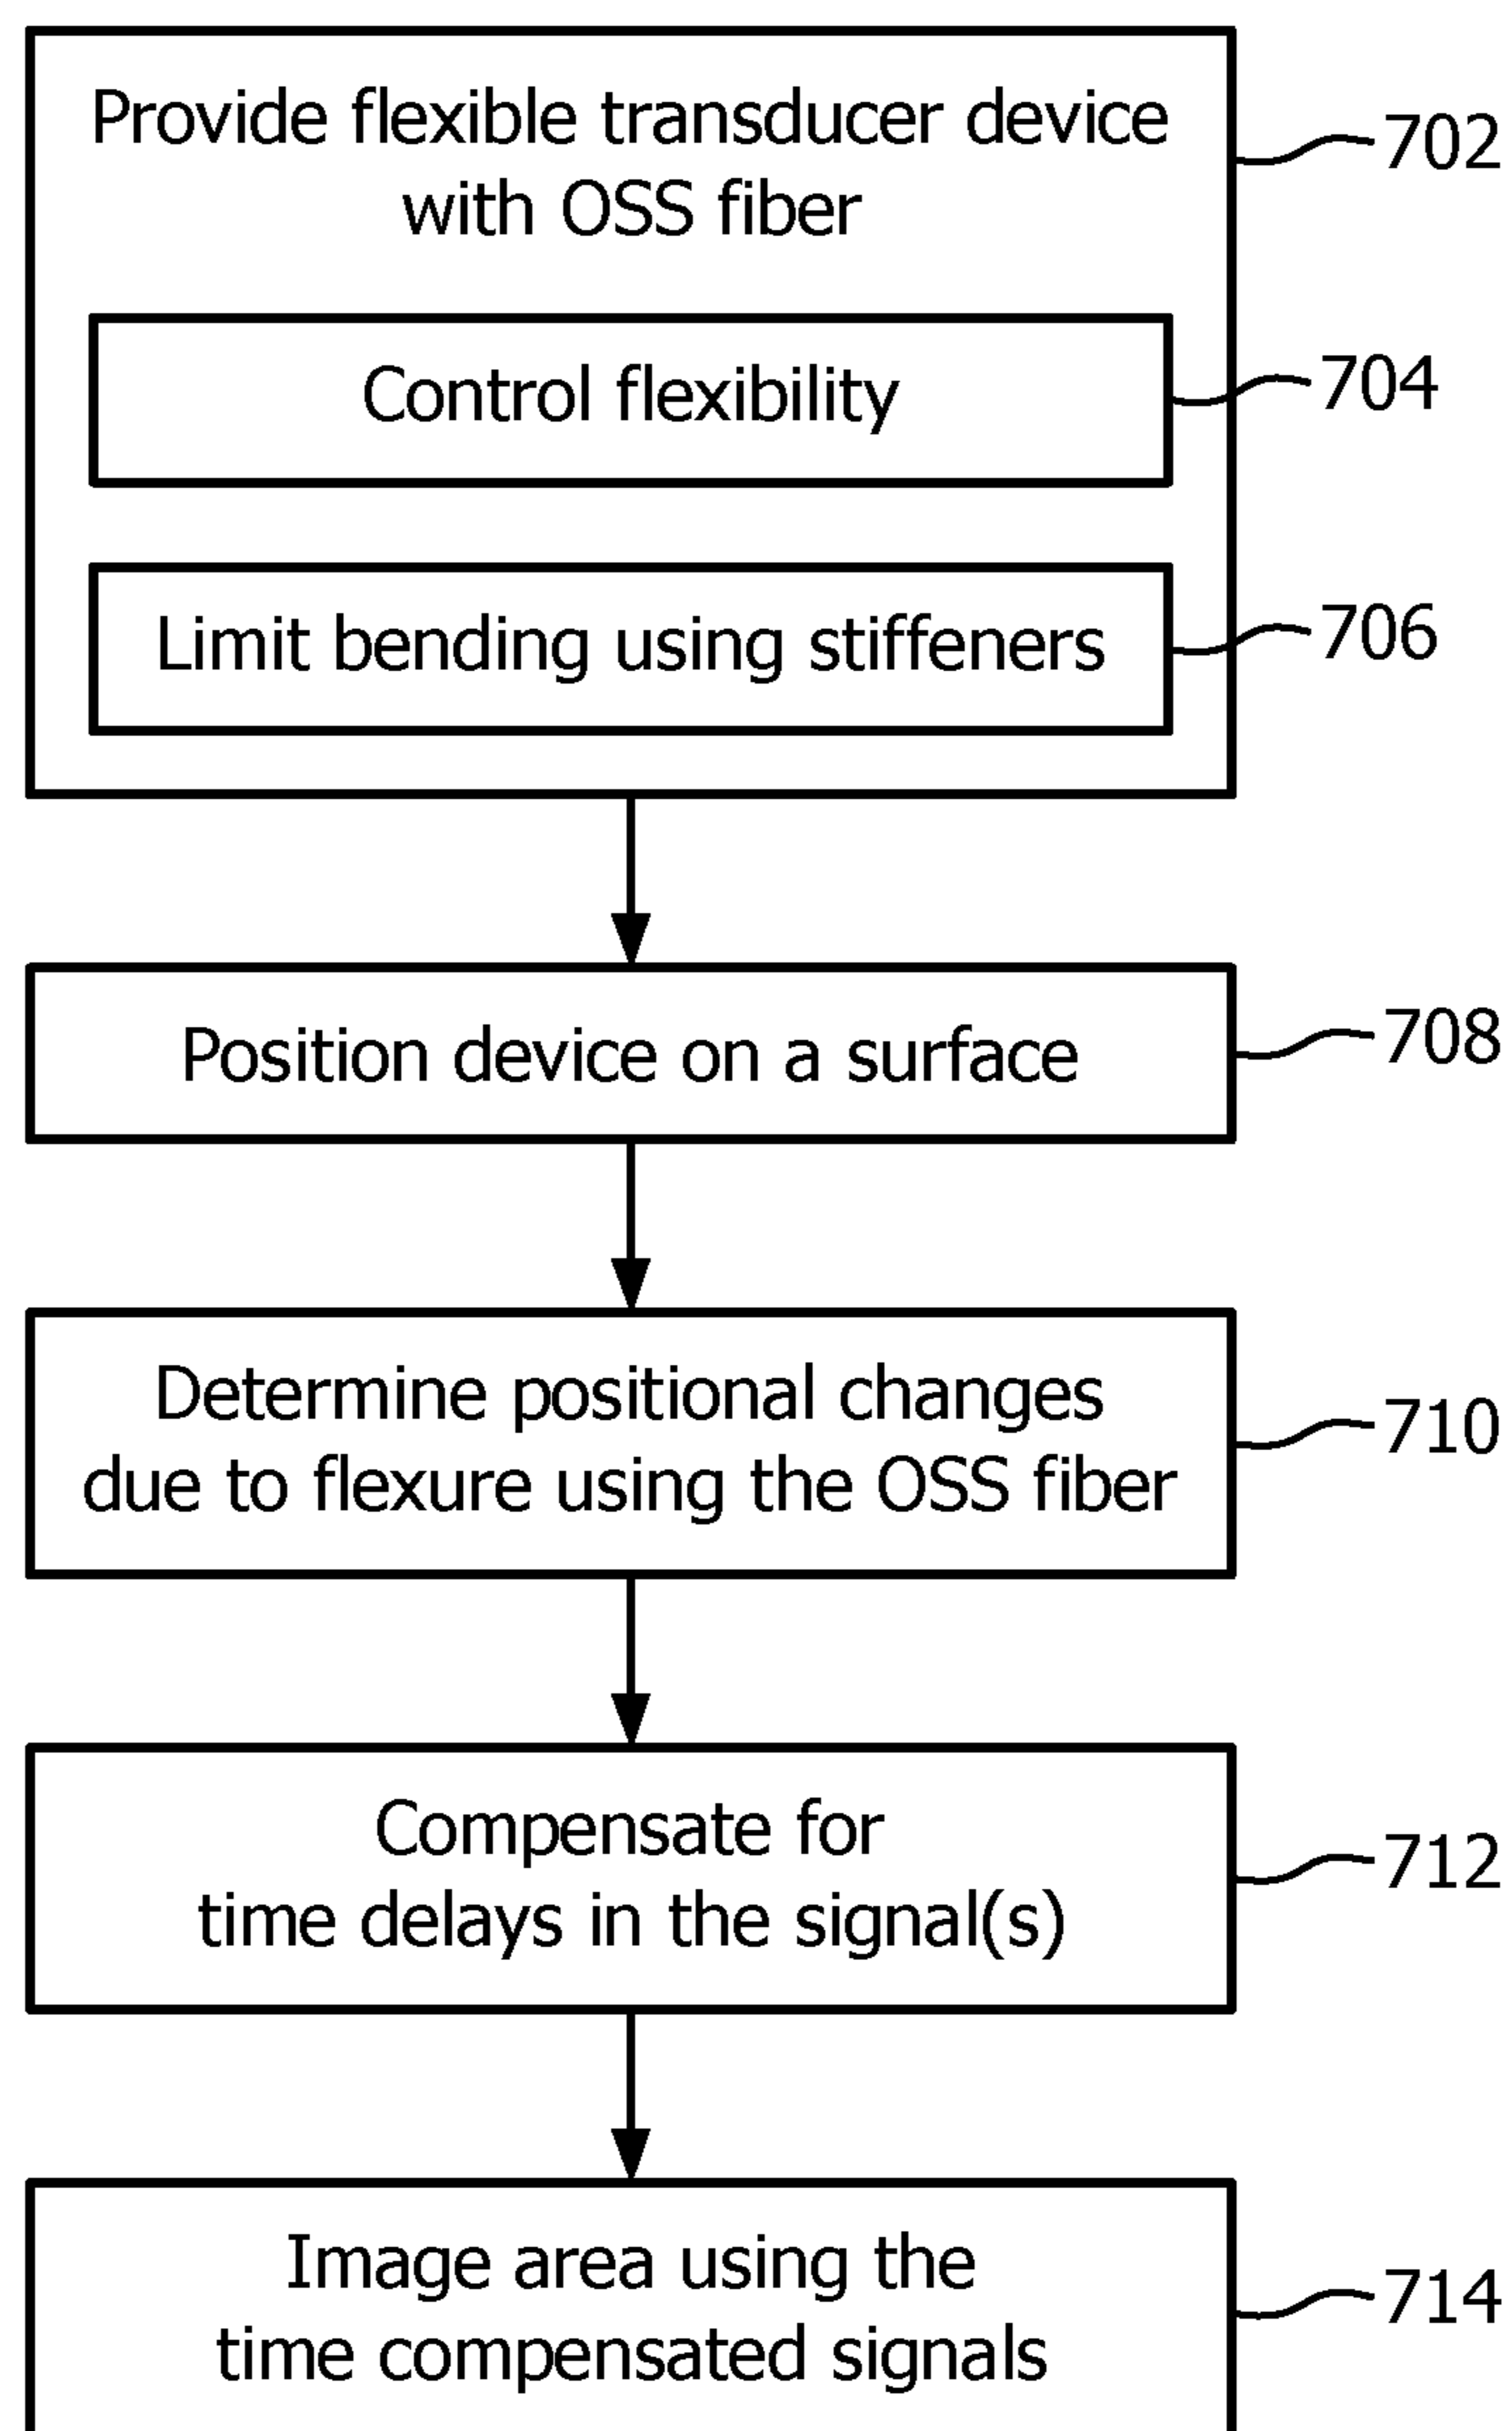 Provide flexible transducer device
with OSS fiber
702
Control flexibility
704
Limit bending using stiffeners
706
Position device on a surface
708
Determine positional changes
due to flexure using the OSS fiber
710
Compensate for
time delays in the signal(s)
712
Image area using the
time compensated signals
714